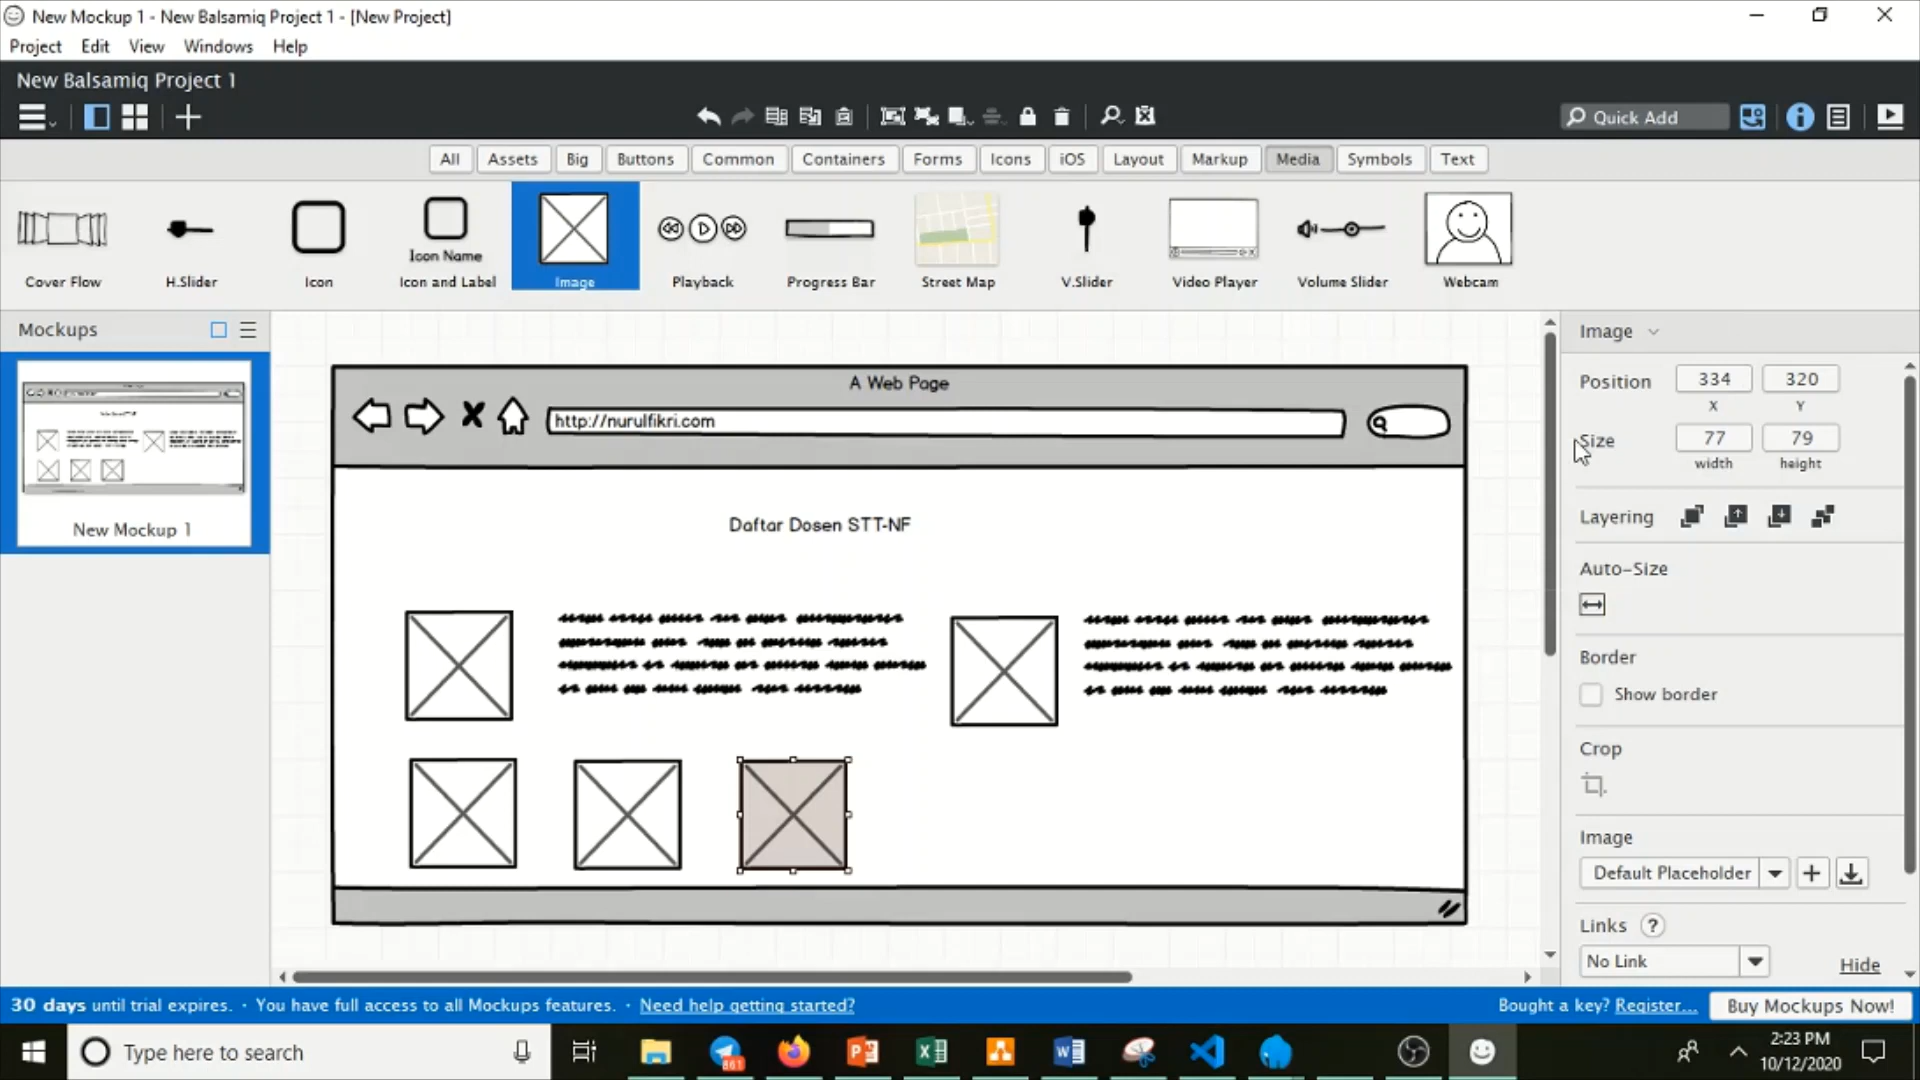 New Mockup 1 - New Balsamiq Project 1 - [New Project]
Project Edit View Windows Help
New Balsamiq Project 1
Quick Add
All Assets Big Buttons Common Containers Forms Icons iOS Layout Markup Media Symbols Text
Icon Name
Cover Flow H.Slider Icon Icon and Label Image Playback Progress Bar Street Map V.Slider Video Player Volume Slider Webcam
Mockups
New Mockup 1
A Web Page
http://nurulfikri.com
Daftar Dosen STT-NF
Image
Position 334 320
X Y
Size 77 79
width height
Layering
Auto-Size
Border
Show border
Crop
Image
Default Placeholder
Links ?
No Link
Hide
30 days until trial expires. · You have full access to all Mockups features. · Need help getting started?
Bought a key? Register... Buy Mockups Now!
Type here to search
861
2:23 PM
10/12/2020